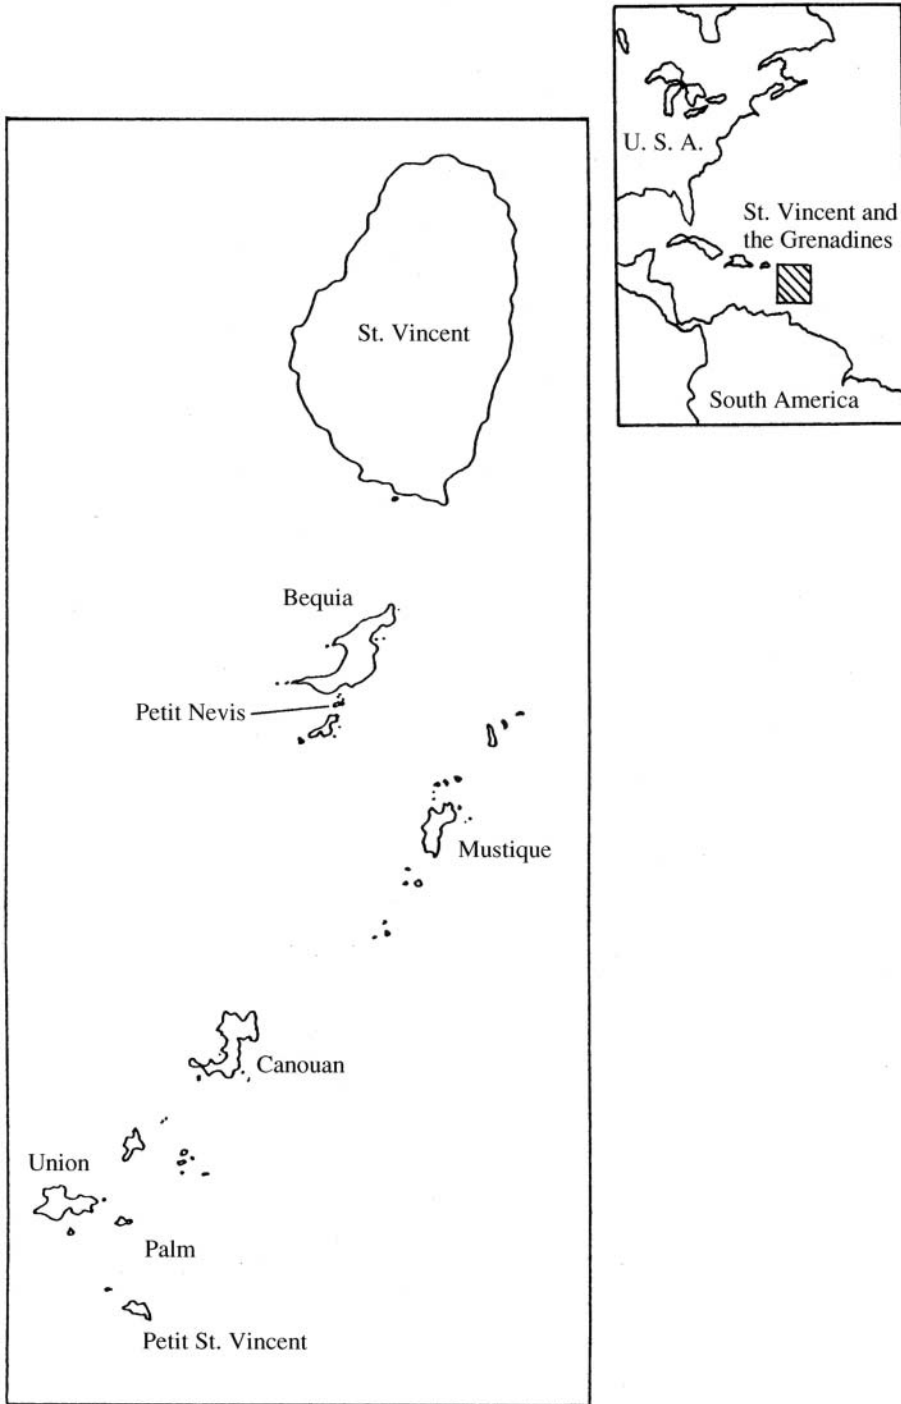 U. S. A.
St. Vincent and
the Grenadines
South America
St. Vincent
Bequia
Petit Nevis
Mustique
Canouan
Union
Palm
Petit St. Vincent